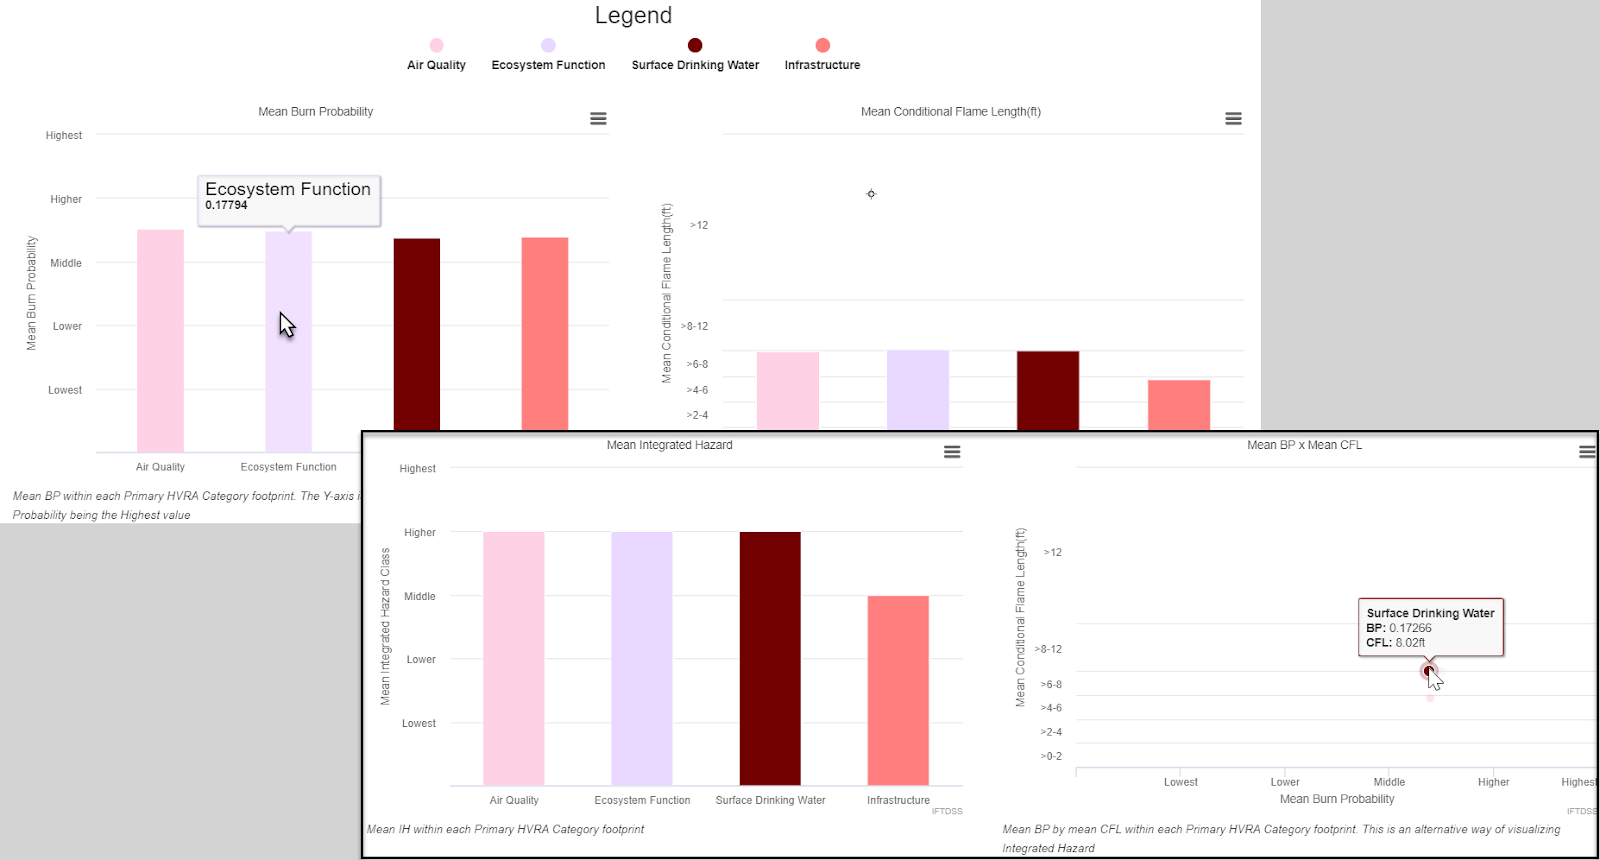 Legend
Air Quality
Ecosystem Function
Surface Drinking Water
Infrastructure
Mean Burn Probability
Highest
Higher
Middle
Lower
Lowest
Mean Burn Probability
Ecosystem Function
0.17794
Air Quality
Ecosystem Function
Mean BP within each Primary HVRA Category footprint. The Y-axis i
Probability being the Highest value
Mean Conditional Flame Length(ft)
Mean Conditional Flame Length(ft)
>12
>8-12
>6-8
>4-6
>2-4
Mean Integrated Hazard
Mean Integrated Hazard Class
Highest
Higher
Middle
Lower
Lowest
Air Quality
Ecosystem Function
Surface Drinking Water
Infrastructure
IFTDSS
Mean IH within each Primary HVRA Category footprint
Mean BP x Mean CFL
Mean Conditional Flame Length(ft)
>12
>8-12
>6-8
>4-6
>2-4
>0-2
Surface Drinking Water
BP: 0.17266
CFL: 8.02ft
Lowest
Lower
Middle
Higher
Highest
Mean Burn Probability
IFTDSS
Mean BP by mean CFL within each Primary HVRA Category footprint. This is an alternative way of visualizing
Integrated Hazard